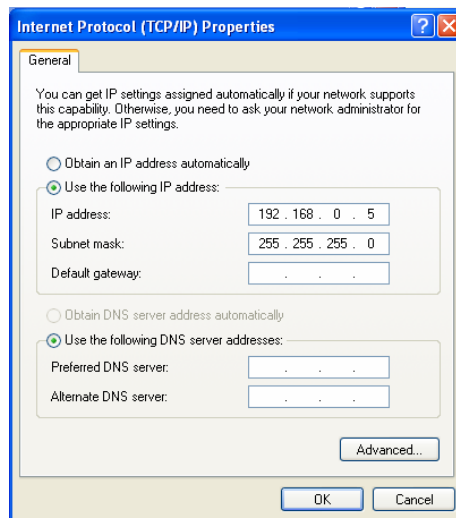 Internet Protocol (TCP/IP) Properties
General
You can get IP settings assigned automatically if your network supports
this capability. Otherwise, you need to ask your network administrator for
the appropriate IP settings.
Obtain an IP address automatically
Use the following IP address:
IP address: 192 . 168 . 0 . 5
Subnet mask: 255 . 255 . 255 . 0
Default gateway: . . .
Obtain DNS server address automatically
Use the following DNS server addresses:
Preferred DNS server: . . .
Alternate DNS server: . . .
Advanced...
OK Cancel